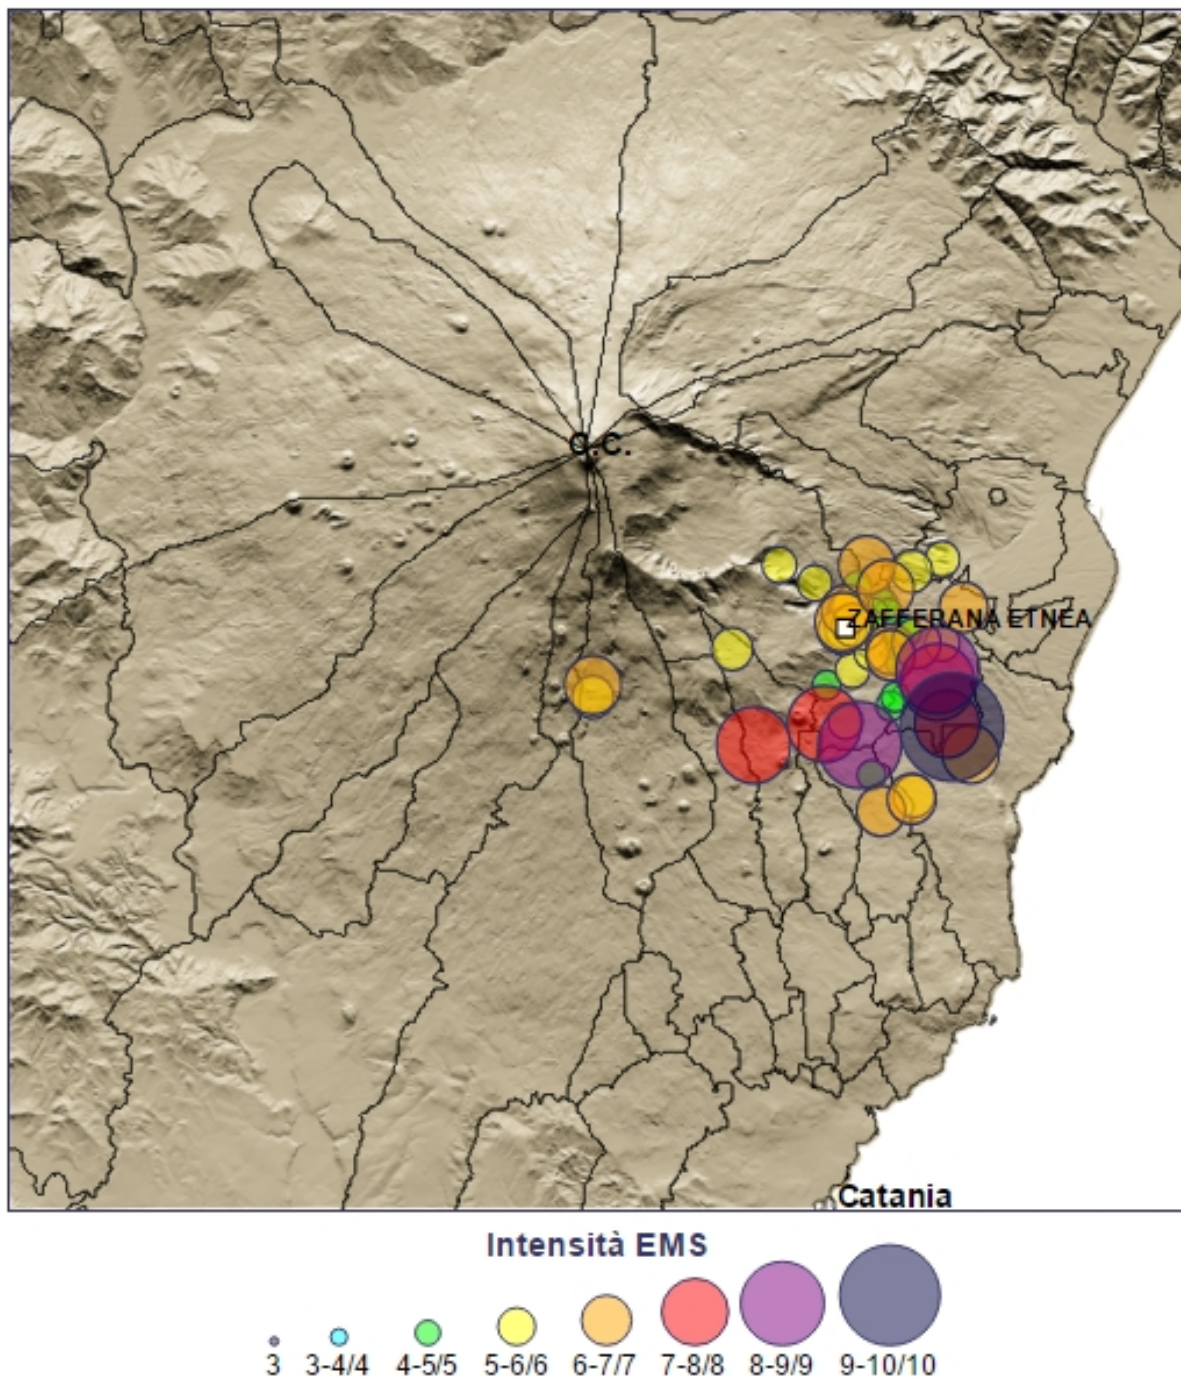 C.C.
ZAFFERANA ETNEA
Catania
Intensità EMS
3 3-4/4 4-5/5 5-6/6 6-7/7 7-8/8 8-9/9 9-10/10